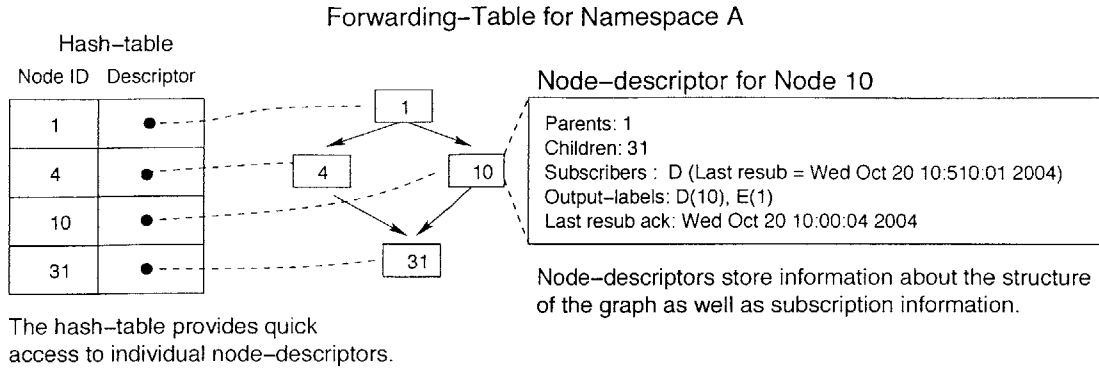 Forwarding–Table for Namespace A
Hash–table
Node ID Descriptor
1
4
10
31
1
4
10
31
Node–descriptor for Node 10
Parents: 1
Children: 31
Subscribers : D (Last resub = Wed Oct 20 10:510:01 2004)
Output–labels: D(10), E(1)
Last resub ack: Wed Oct 20 10:00:04 2004
Node–descriptors store information about the structure
of the graph as well as subscription information.
The hash–table provides quick
access to individual node–descriptors.